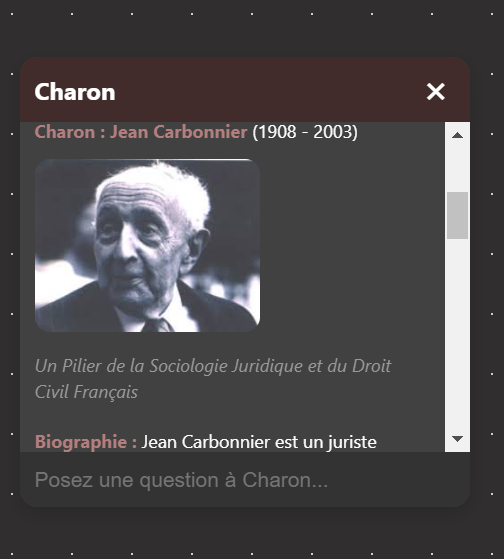 Charon
Charon : Jean Carbonnier (1908 - 2003)
Un Pilier de la Sociologie Juridique et du Droit
Civil Français
Biographie : Jean Carbonnier est un juriste
Posez une question à Charon...